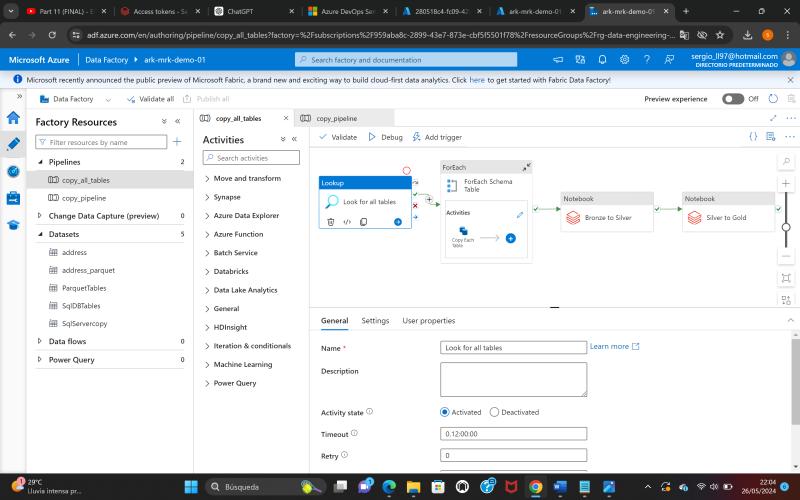 Part 11 (FINAL) - E
Access tokens - Sa
ChatGPT
Azure DevOps Ser
280518c4-fc09-42
ark-mrk-demo-01
ark-mrk-demo-01
adf.azure.com/en/authoring/pipeline/copy_all_tables?factory=%2Fsubscriptions%2F959aba8c-2899-43e7-873e-cbf5f5501f78%2FresourceGroups%2Frg-data-engineering-...
Microsoft Azure
Data Factory
ark-mrk-demo-01
Search factory and documentation
sergio_ll97@hotmail.com
DIRECTORIO PREDETERMINADO
Microsoft recently announced the public preview of Microsoft Fabric, a brand new and exciting way to build cloud-first data analytics. Click here to get started with Fabric Data Factory!
Data Factory
Validate all
Publish all
Preview experience
Off
Factory Resources
Filter resources by name
Pipelines 2
copy_all_tables
copy_pipeline
Change Data Capture (preview) 0
Datasets 5
address
address_parquet
ParquetTables
SqlDBTables
SqlServercopy
Data flows 0
Power Query 0
copy_all_tables
copy_pipeline
Activities
Search activities
Move and transform
Synapse
Azure Data Explorer
Azure Function
Batch Service
Databricks
Data Lake Analytics
General
HDInsight
Iteration & conditionals
Machine Learning
Power Query
Validate
Debug
Add trigger
Lookup
Look for all tables
ForEach
ForEach Schema
Table
Activities
Copy Each
Table
Notebook
Bronze to Silver
Notebook
Silver to Gold
General
Settings
User properties
Name *
Look for all tables
Learn more
Description
Activity state
Activated
Deactivated
Timeout
0.12:00:00
Retry
0
29°C
Lluvia intensa pr...
Búsqueda
22:04
26/05/2024